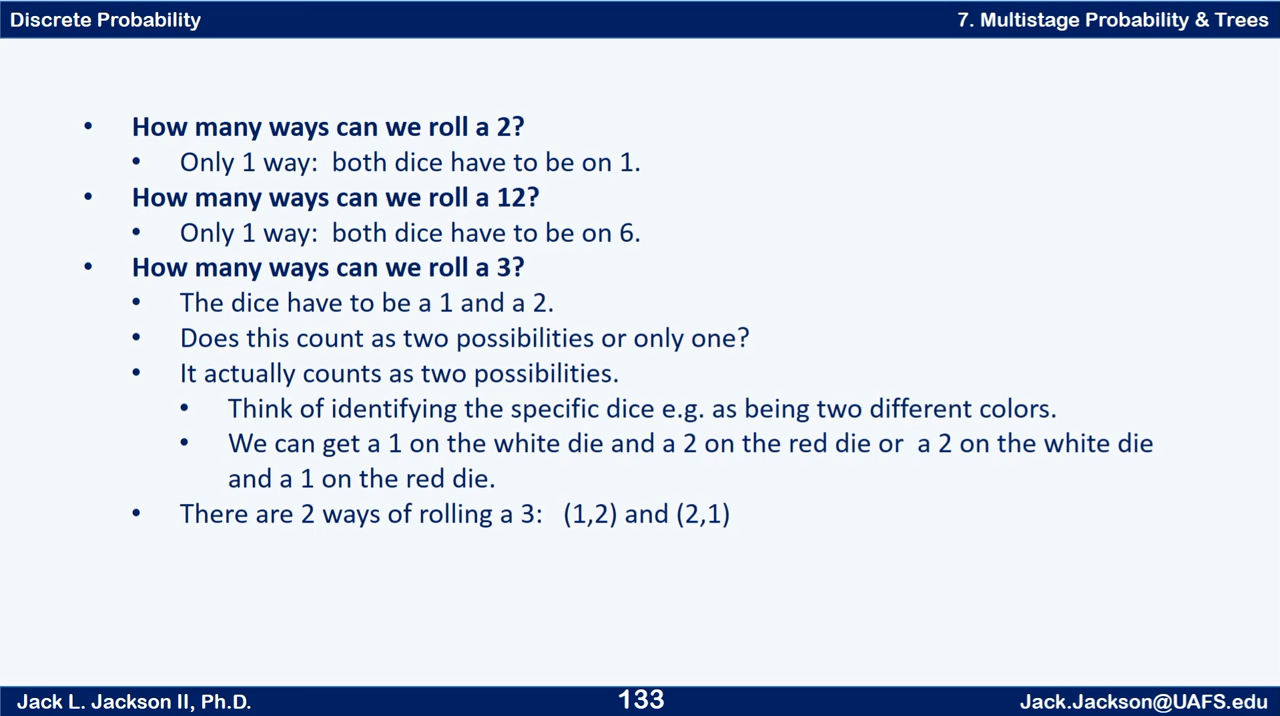 Discrete Probability
7. Multistage Probability & Trees
• How many ways can we roll a 2?
• Only 1 way: both dice have to be on 1.
• How many ways can we roll a 12?
• Only 1 way: both dice have to be on 6.
• How many ways can we roll a 3?
• The dice have to be a 1 and a 2.
• Does this count as two possibilities or only one?
• It actually counts as two possibilities.
• Think of identifying the specific dice e.g. as being two different colors.
• We can get a 1 on the white die and a 2 on the red die or a 2 on the white die
and a 1 on the red die.
• There are 2 ways of rolling a 3: (1,2) and (2,1)
Jack L. Jackson II, Ph.D.
133
Jack.Jackson@UAFS.edu